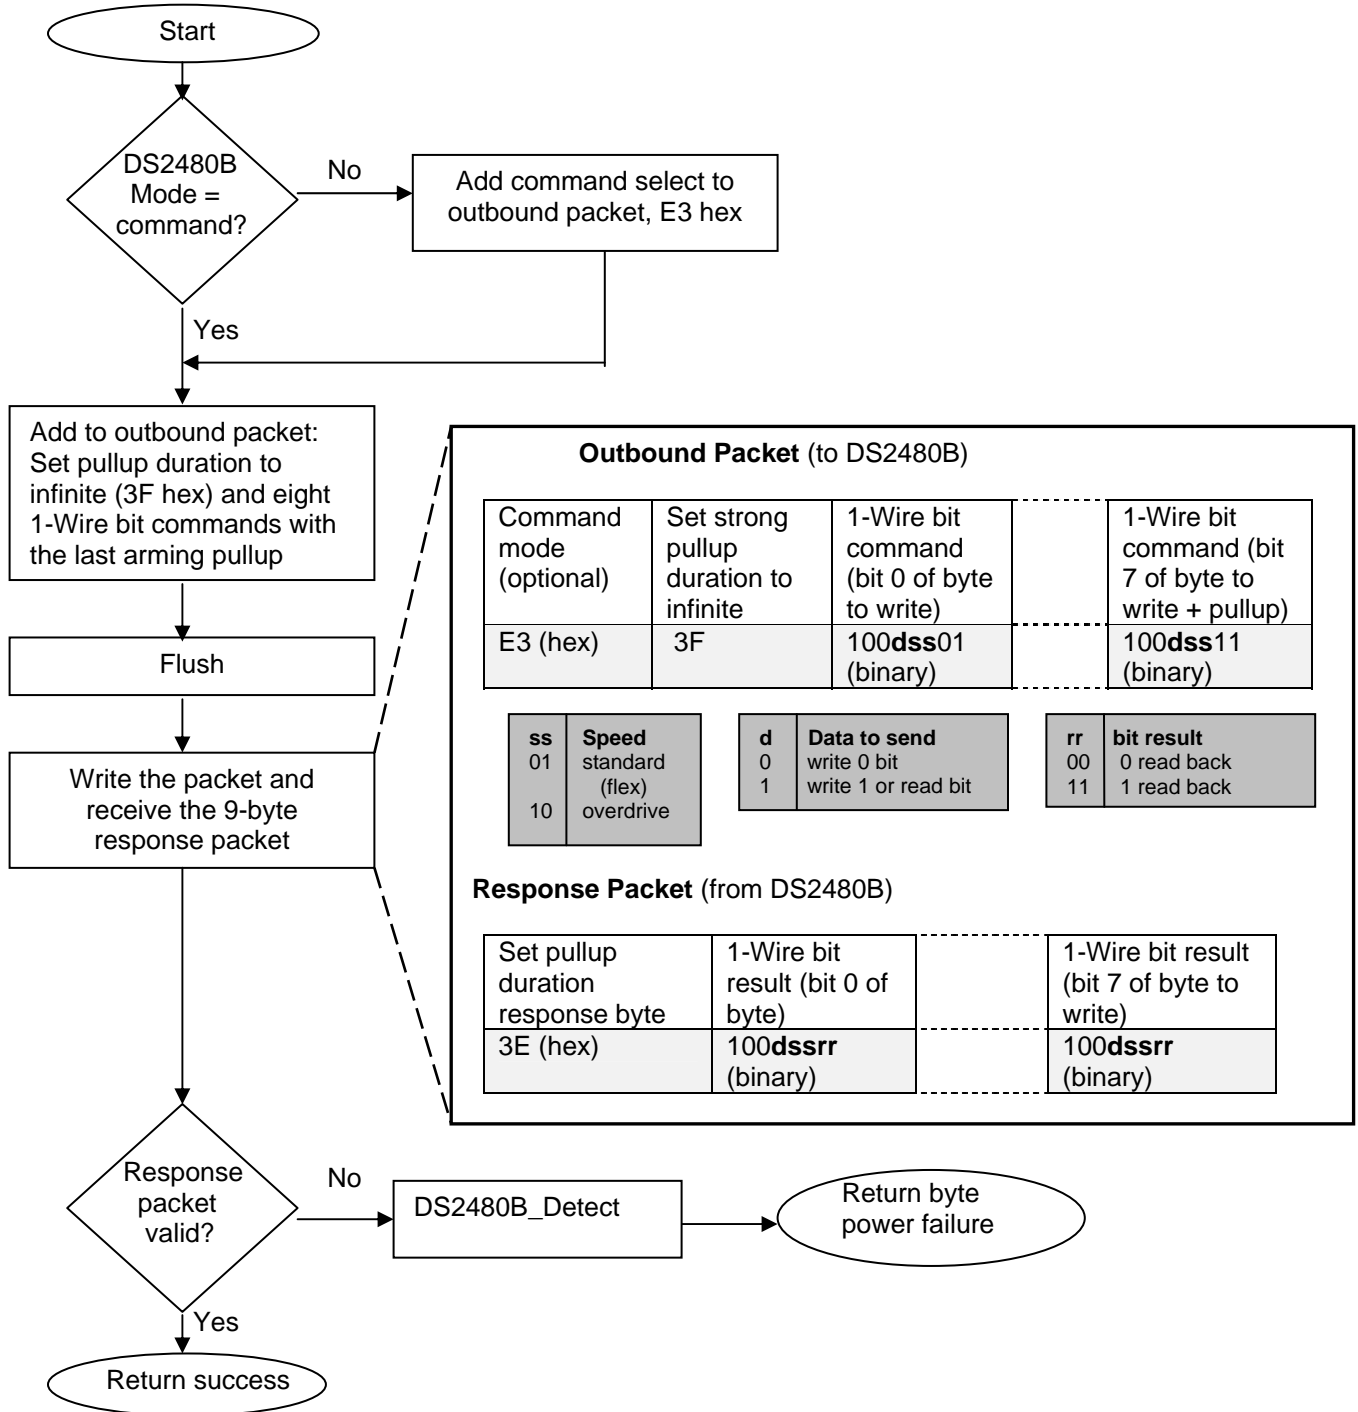 Start
DS2480B
Mode =
command?
No
Add command select to
outbound packet, E3 hex
Yes
Add to outbound packet:
Set pullup duration to
infinite (3F hex) and eight
1-Wire bit commands with
the last arming pullup
Flush
Write the packet and
receive the 9-byte
response packet
Outbound Packet (to DS2480B)
Command
mode
(optional)
Set strong
pullup
duration to
infinite
1-Wire bit
command
(bit 0 of byte
to write)
1-Wire bit
command (bit
7 of byte to
write + pullup)
E3 (hex)
3F
100dss01
(binary)
100dss11
(binary)
ss Speed
01 standard
(flex)
10 overdrive
d Data to send
0 write 0 bit
1 write 1 or read bit
rr bit result
00 0 read back
11 1 read back
Response Packet (from DS2480B)
Set pullup
duration
response byte
1-Wire bit
result (bit 0 of
byte)
1-Wire bit result
(bit 7 of byte to
write)
3E (hex)
100dssrr
(binary)
100dssrr
(binary)
Response
packet
valid?
No
DS2480B_Detect
Return byte
power failure
Yes
Return success